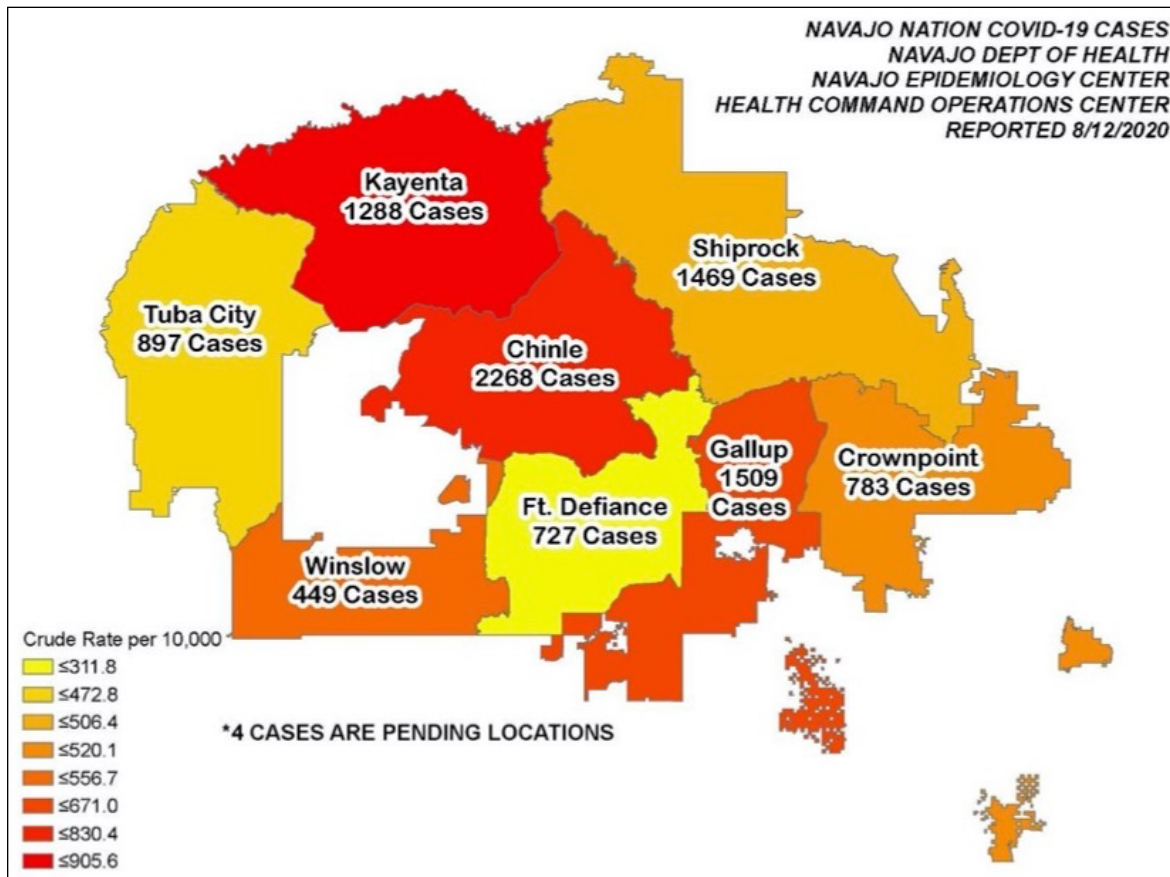 NAVAJO NATION COVID-19 CASES
NAVAJO DEPT OF HEALTH
NAVAJO EPIDEMIOLOGY CENTER
HEALTH COMMAND OPERATIONS CENTER
REPORTED 8/12/2020
Kayenta
1288 Cases
Shiprock
1469 Cases
Tuba City
897 Cases
Chinle
2268 Cases
Gallup
1509
Cases
Crownpoint
783 Cases
Ft. Defiance
727 Cases
Winslow
449 Cases
Crude Rate per 10,000
≤311.8
≤472.8
≤506.4
≤520.1
≤556.7
≤671.0
≤830.4
≤905.6
*4 CASES ARE PENDING LOCATIONS